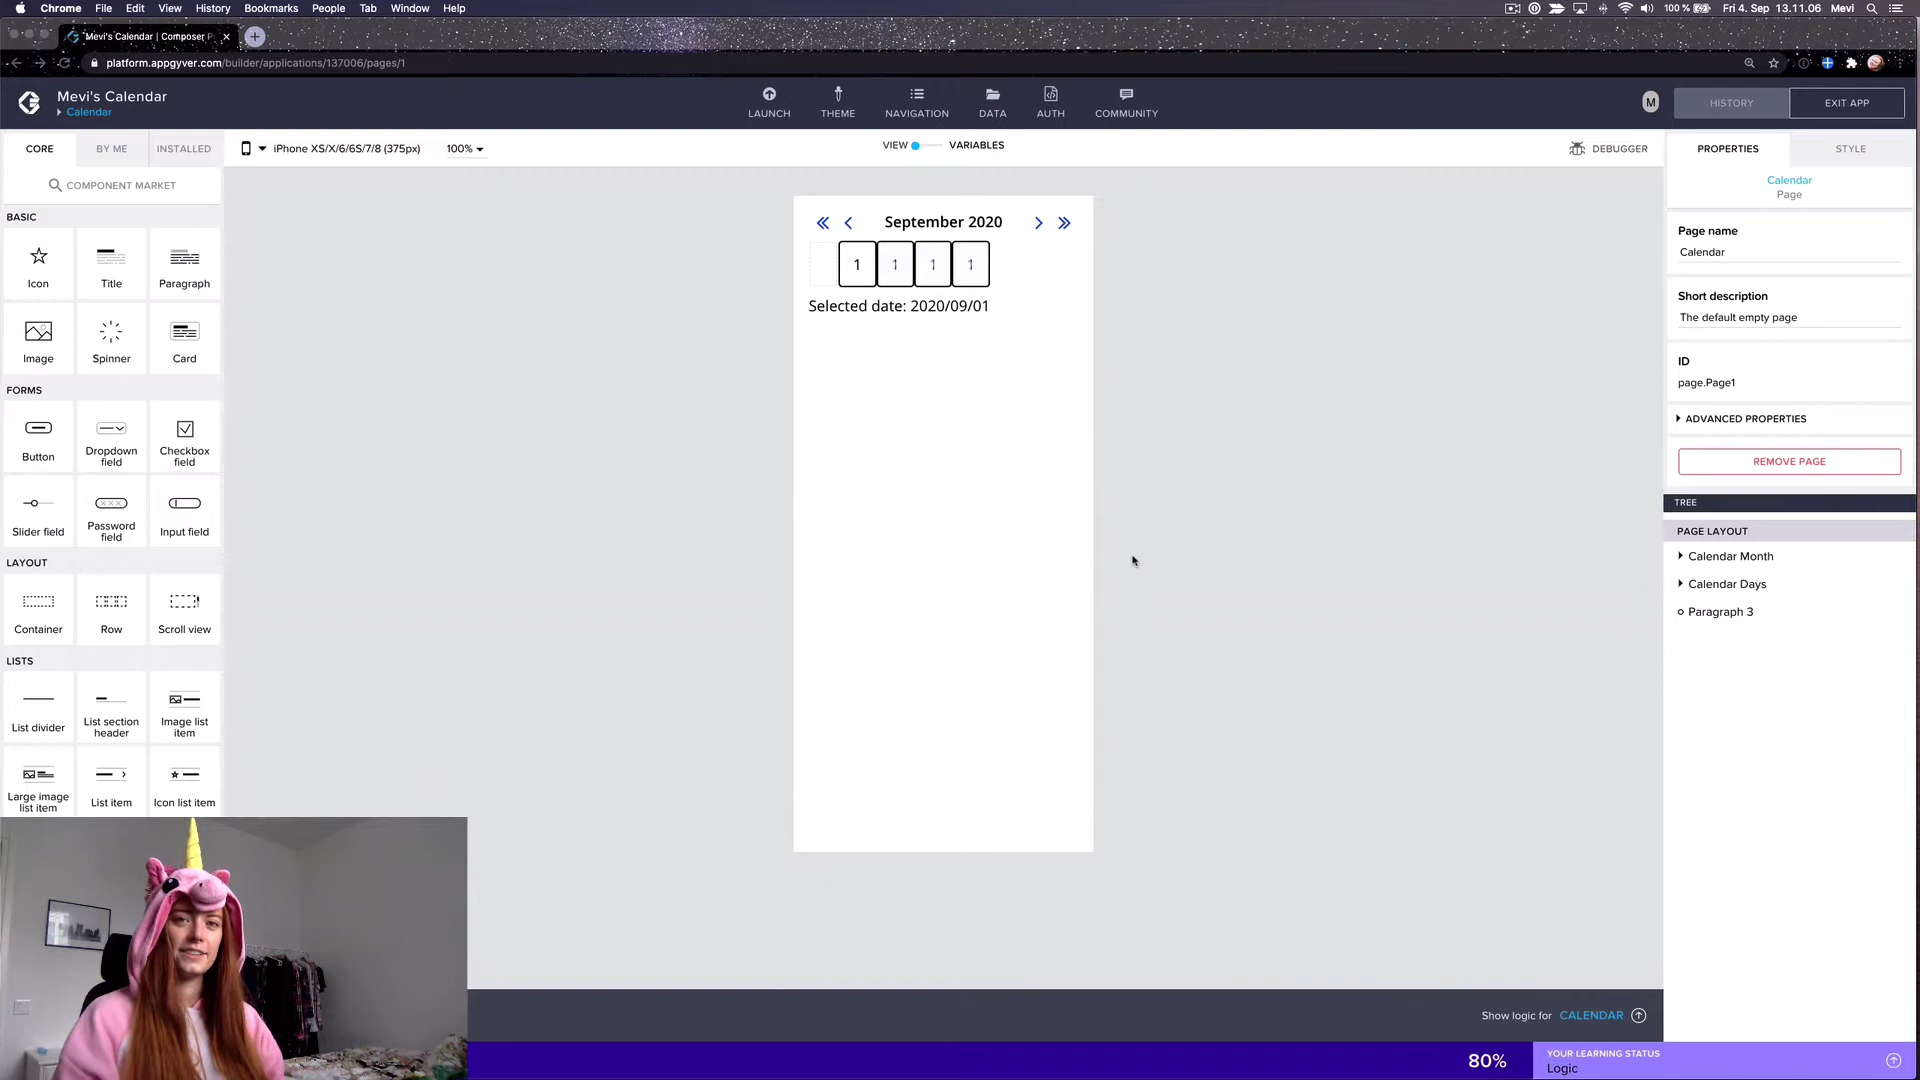 Chrome File Edit View History Bookmarks People Tab Window Help 100 % Fri 4. Sep 13.11.06 Mevi
Mevi's Calendar | Composer P
platform.appgyver.com/builder/applications/137006/pages/1
Mevi's Calendar
Calendar
LAUNCH THEME NAVIGATION DATA AUTH COMMUNITY
M
HISTORY EXIT APP
CORE BY ME INSTALLED
iPhone XS/X/6/6S/7/8 (375px) 100%
VIEW VARIABLES
DEBUGGER
PROPERTIES STYLE
COMPONENT MARKET
BASIC
Icon Title Paragraph
Image Spinner Card
FORMS
Button Dropdown field Checkbox field
Slider field Password field Input field
LAYOUT
Container Row Scroll view
LISTS
List divider List section header Image list item
Large image list item List item Icon list item
September 2020
1 1 1 1
Selected date: 2020/09/01
Calendar
Page
Page name
Calendar
Short description
The default empty page
ID
page.Page1
ADVANCED PROPERTIES
REMOVE PAGE
TREE
PAGE LAYOUT
Calendar Month
Calendar Days
Paragraph 3
Show logic for CALENDAR
80%
YOUR LEARNING STATUS
Logic